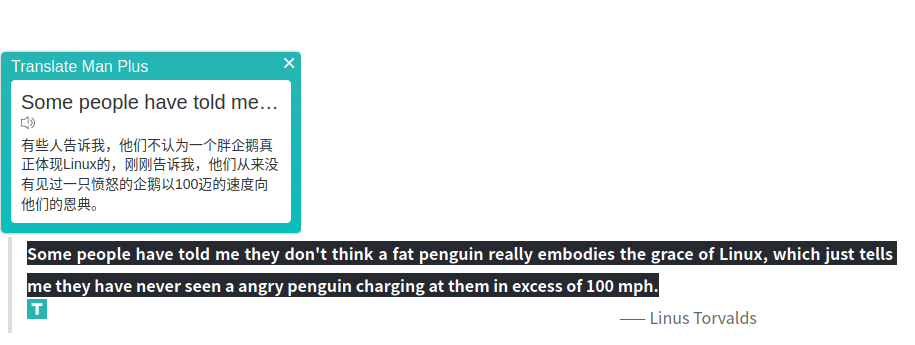 Translate Man Plus
Some people have told me…
有些人告诉我，他们不认为一个胖企鹅真
正体现Linux的，刚刚告诉我，他们从来没
有见过一只愤怒的企鹅以100迈的速度向
他们的恩典。
Some people have told me they don't think a fat penguin really embodies the grace of Linux, which just tells
me they have never seen a angry penguin charging at them in excess of 100 mph.
T
—— Linus Torvalds